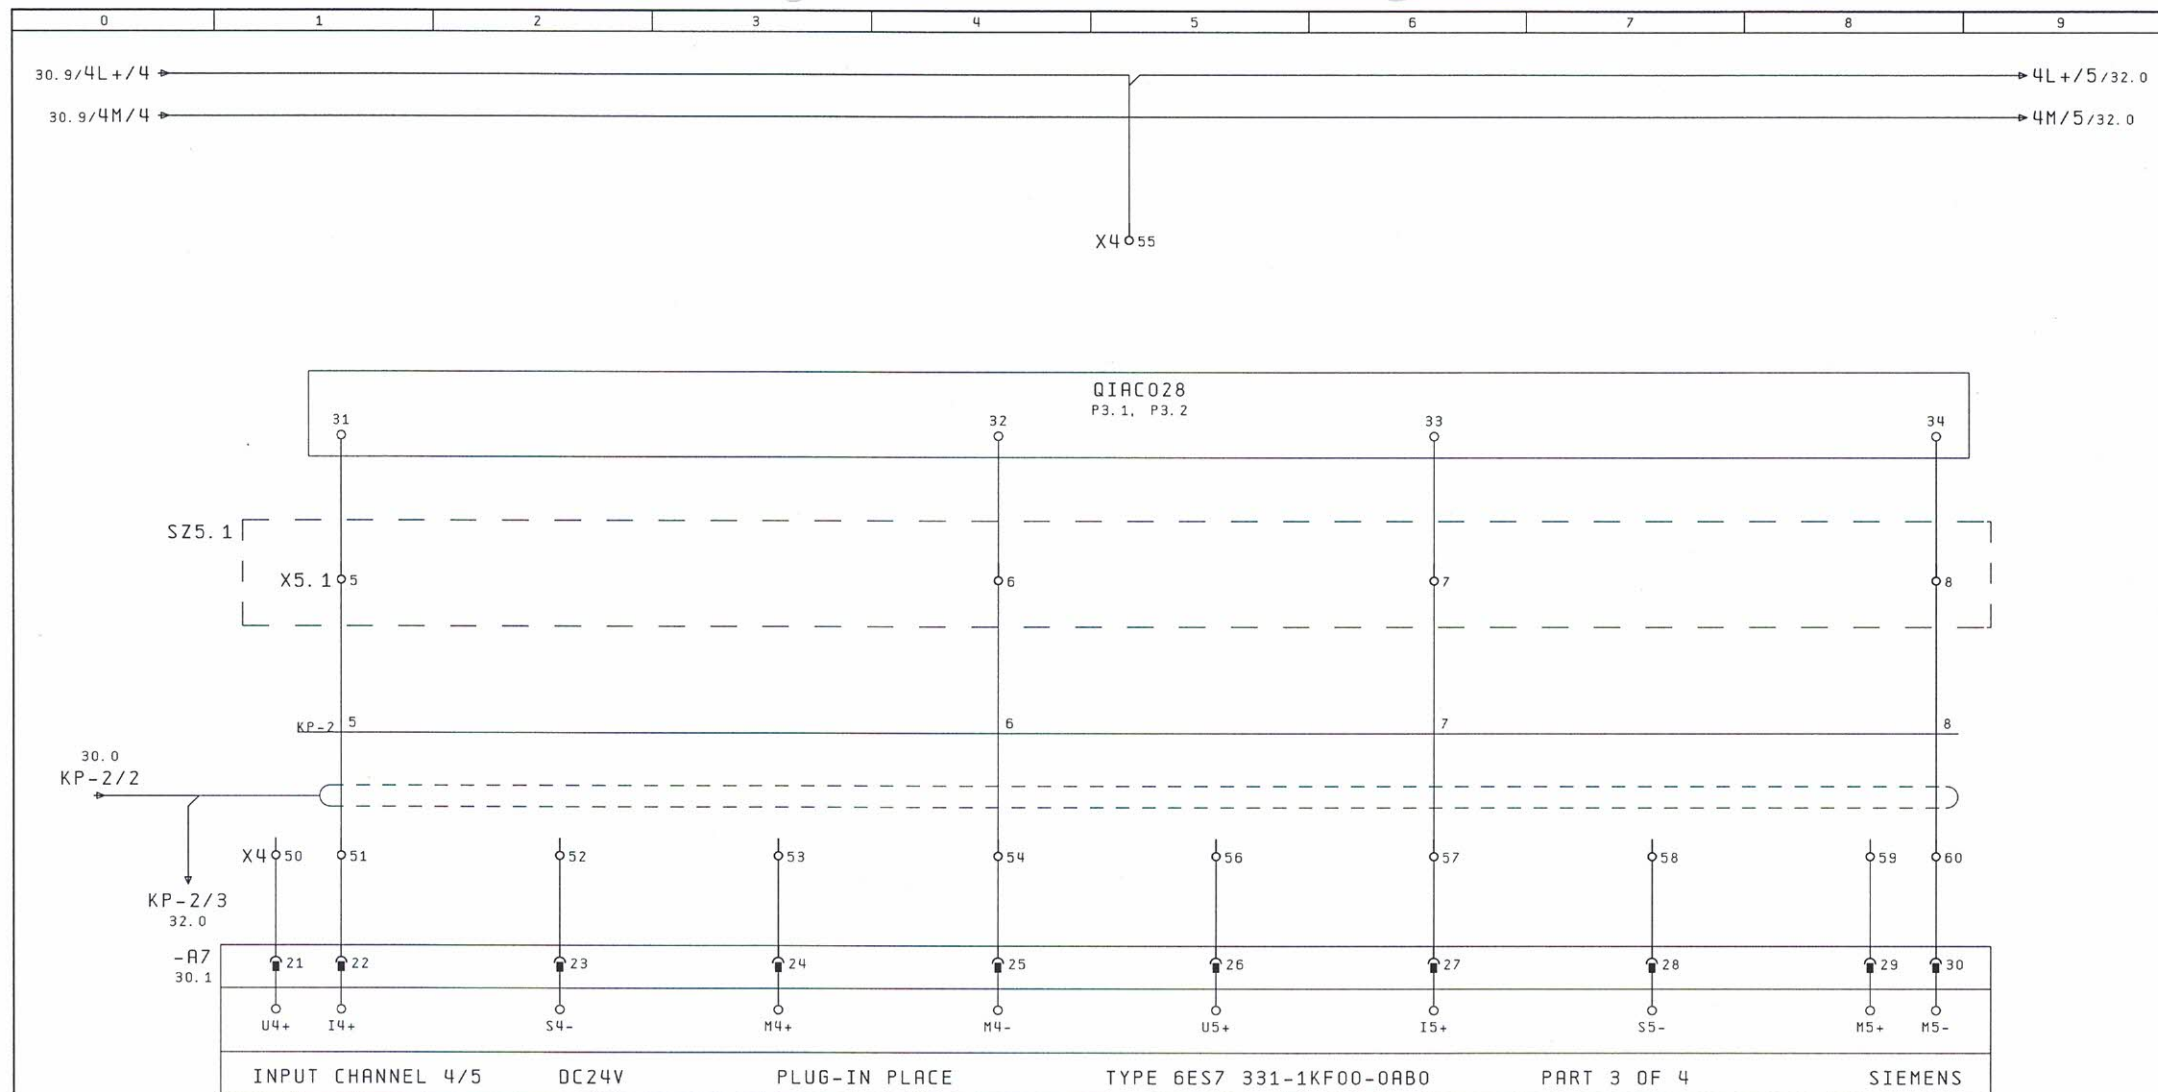 0 1 2 3 4 5 6 7 8 9
30.9/4L+/4 4L+/5/32.0
30.9/4M/4 4M/5/32.0
X4 55
QIAC028
P3.1, P3.2
31 32 33 34
SZ5.1
X5.1 5 6 7 8
KP-2 5 6 7 8
30.0
KP-2/2
X4 50 51 52 53 54 56 57 58 59 60
KP-2/3
32.0
-A7 21 22 23 24 25 26 27 28 29 30
30.1
U4+ I4+ S4- M4+ M4- U5+ I5+ S5- M5+ M5-
INPUT CHANNEL 4/5 DC24V PLUG-IN PLACE TYPE 6ES7 331-1KF00-0AB0 PART 3 OF 4 SIEMENS